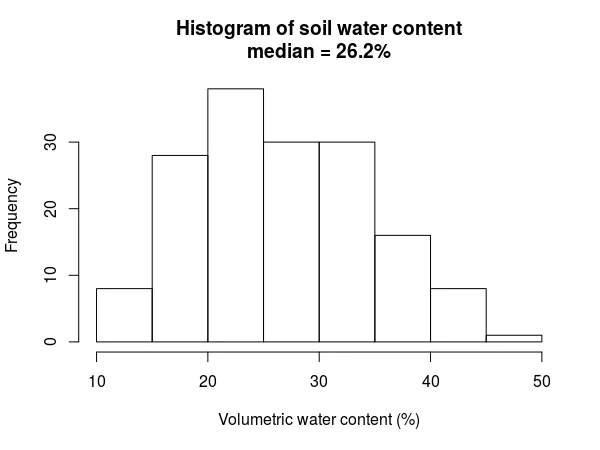 Histogram of soil water content
median = 26.2%
Frequency
30
20
10
0
10 20 30 40 50
Volumetric water content (%)